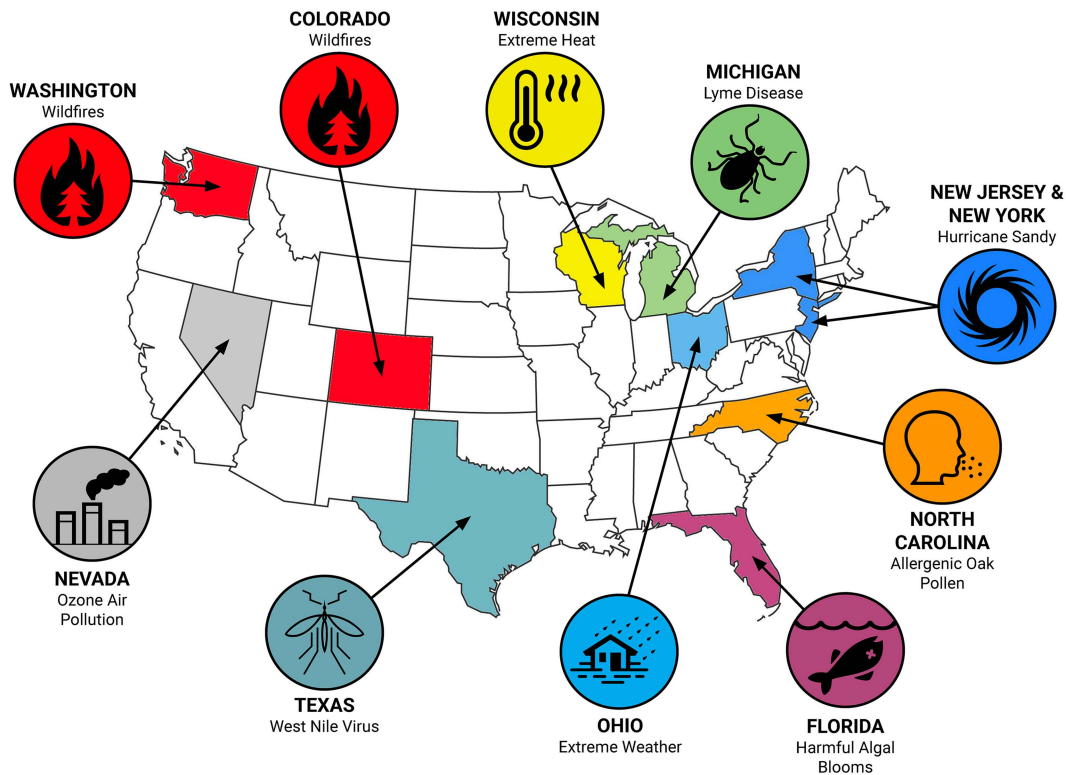 COLORADO
Wildfires
WISCONSIN
Extreme Heat
MICHIGAN
Lyme Disease
WASHINGTON
Wildfires
NEW JERSEY &
NEW YORK
Hurricane Sandy
NORTH
CAROLINA
Allergenic Oak
Pollen
NEVADA
Ozone Air
Pollution
TEXAS
West Nile Virus
OHIO
Extreme Weather
FLORIDA
Harmful Algal
Blooms